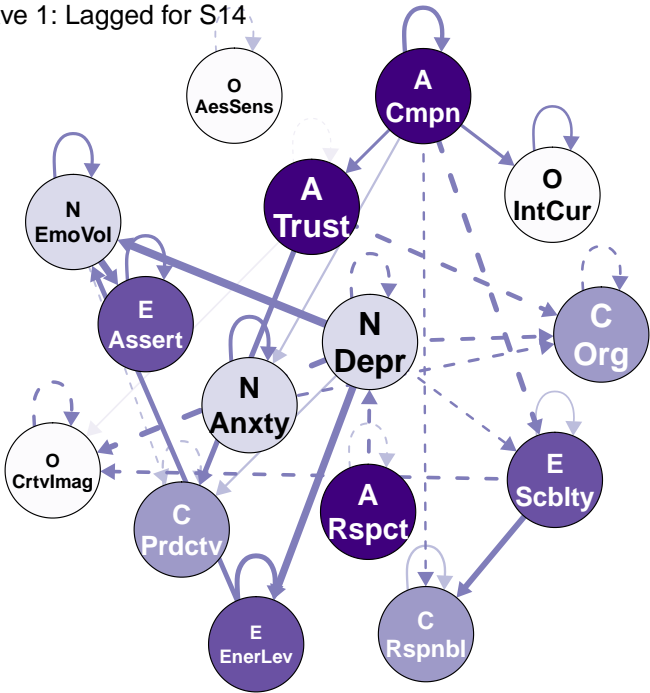 ve 1: Lagged for S14
O
AesSens
A
Cmpn
A
Trust
O
IntCur
N
EmoVol
E
Assert
N
Depr
C
Org
N
Anxty
O
CrtvImag
E
Scblty
A
Rspct
C
Prdctv
C
Rspnbl
E
EnerLev